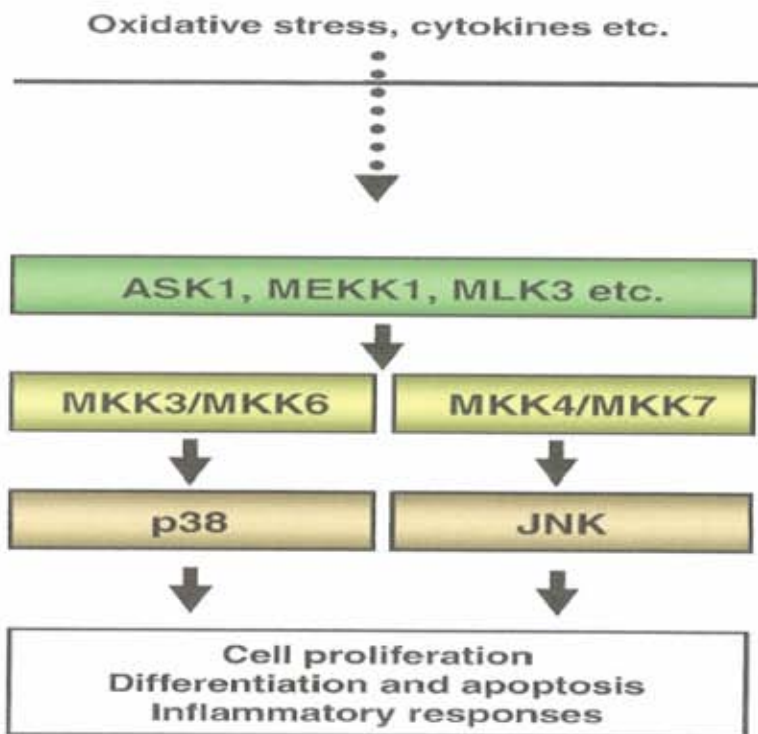 Oxidative stress, cytokines etc.
ASK1, MEKK1, MLK3 etc.
MKK3/MKK6
MKK4/MKK7
p38
JNK
Cell proliferation
Differentiation and apoptosis
Inflammatory responses